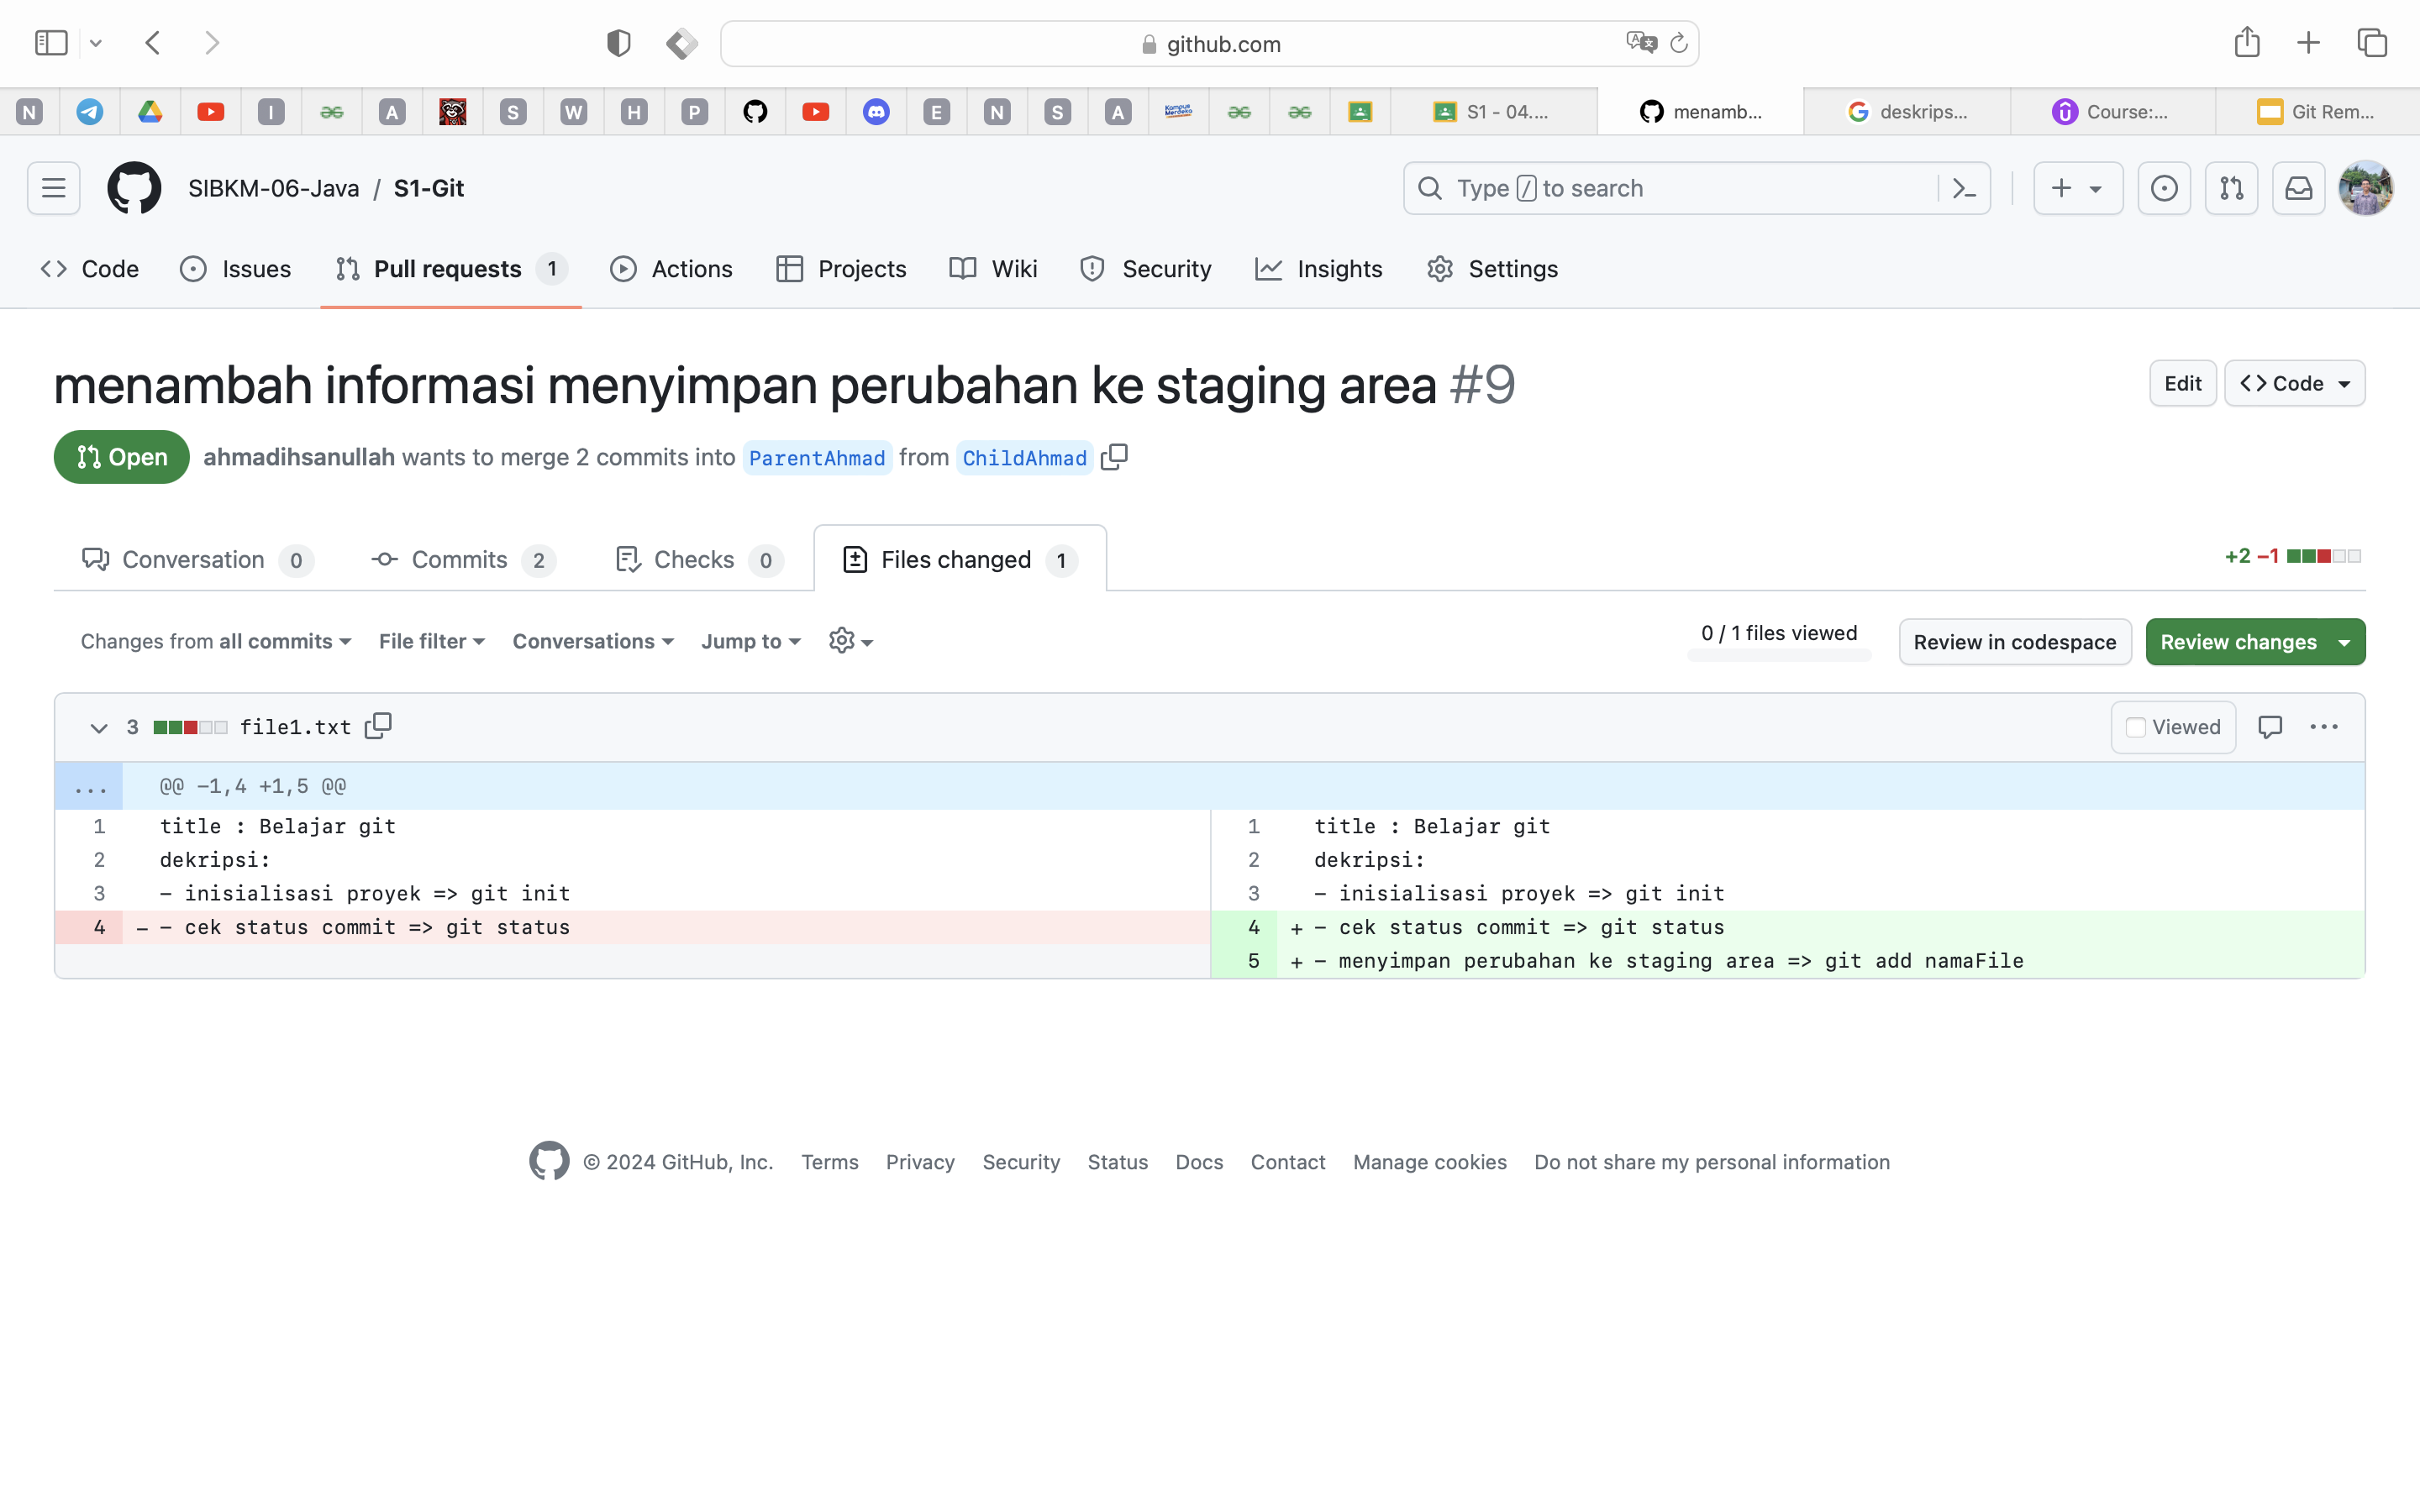 github.com
N I A S W H P E N S A Kampus Merdeka S1 - 04.... menamb... deskrips... Course:... Git Rem...
SIBKM-06-Java / S1-Git Type / to search
Code Issues Pull requests 1 Actions Projects Wiki Security Insights Settings
menambah informasi menyimpan perubahan ke staging area #9 Edit Code
Open ahmadihsanullah wants to merge 2 commits into ParentAhmad from ChildAhmad
Conversation 0 Commits 2 Checks 0 Files changed 1 +2 −1
Changes from all commits File filter Conversations Jump to 0 / 1 files viewed Review in codespace Review changes
3 file1.txt Viewed
... @@ −1,4 +1,5 @@
1 title : Belajar git 1 title : Belajar git
2 dekripsi: 2 dekripsi:
3 - inisialisasi proyek => git init 3 - inisialisasi proyek => git init
4 - - cek status commit => git status 4 + - cek status commit => git status
5 + - menyimpan perubahan ke staging area => git add namaFile
© 2024 GitHub, Inc. Terms Privacy Security Status Docs Contact Manage cookies Do not share my personal information